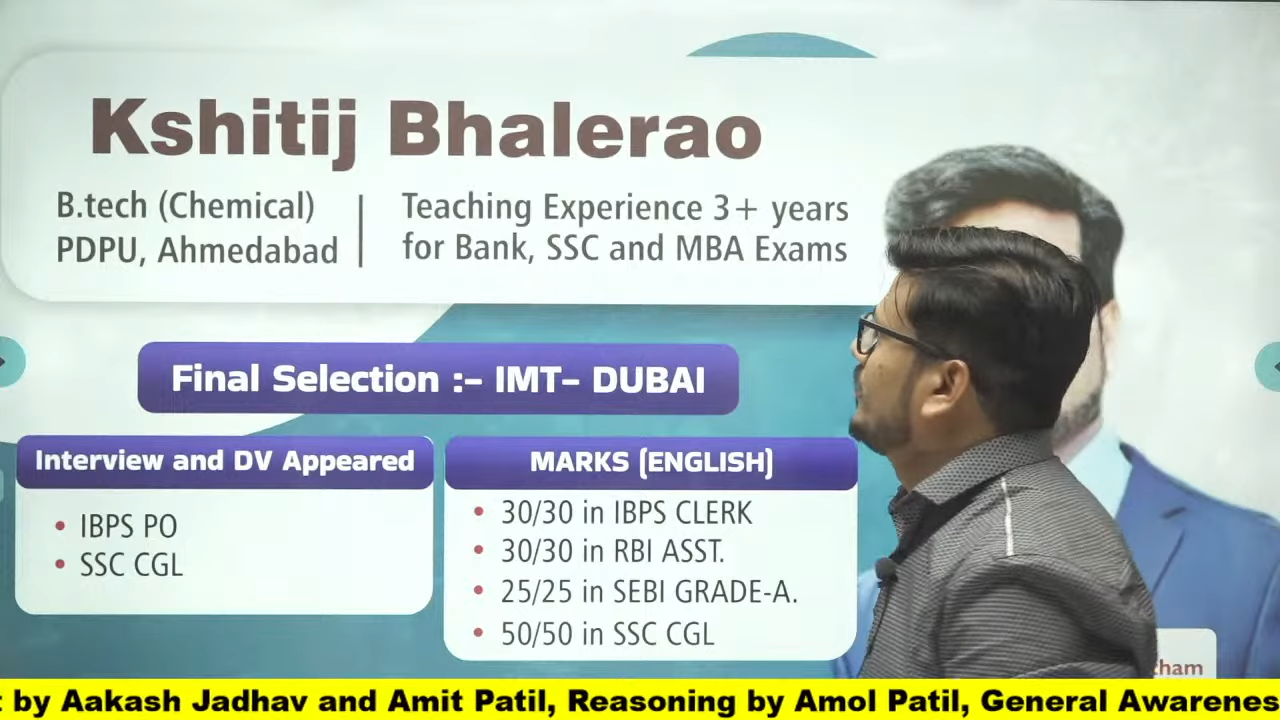 Kshitij Bhalerao
B.tech (Chemical)
PDPU, Ahmedabad
Teaching Experience 3+ years
for Bank, SSC and MBA Exams
Final Selection :- IMT- DUBAI
Interview and DV Appeared
• IBPS PO
• SSC CGL
MARKS (ENGLISH)
• 30/30 in IBPS CLERK
• 30/30 in RBI ASST.
• 25/25 in SEBI GRADE-A.
• 50/50 in SSC CGL
by Aakash Jadhav and Amit Patil, Reasoning by Amol Patil, General Awarenes